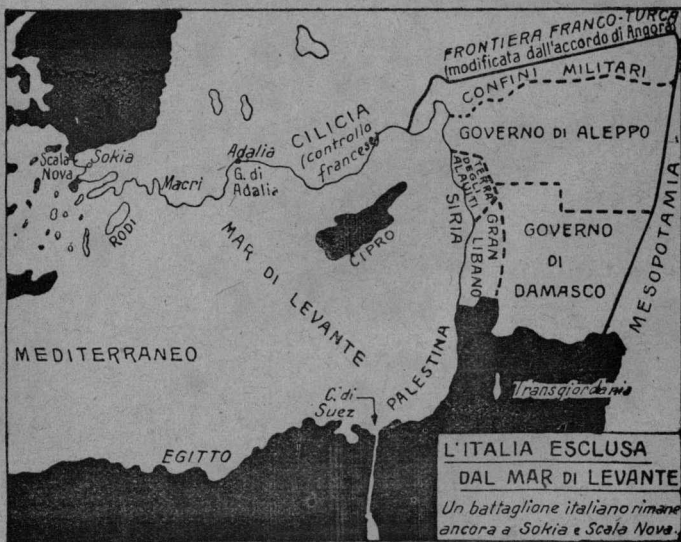 FRONTIERA FRANCO-TURCA
(modificata dall'accordo di Angora)
CONFINI MILITARI
CILICIA
(controllo
francese)
GOVERNO DI ALEPPO
Scala
Nova
Sokia
Macri
Adalia
G. di
Adalia
RODI
CIPRO
TERRA
DEGLI
ALAUITI
SIRIA
GRAN
LIBANO
GOVERNO
DI
DAMASCO
MESOPOTAMIA
MAR DI LEVANTE
MEDITERRANEO
PALESTINA
C. di
Suez
Transgiordania
EGITTO
L'ITALIA ESCLUSA
DAL MAR DI LEVANTE
Un battaglione italiano rimane
ancora a Sokia e Scala Nova.